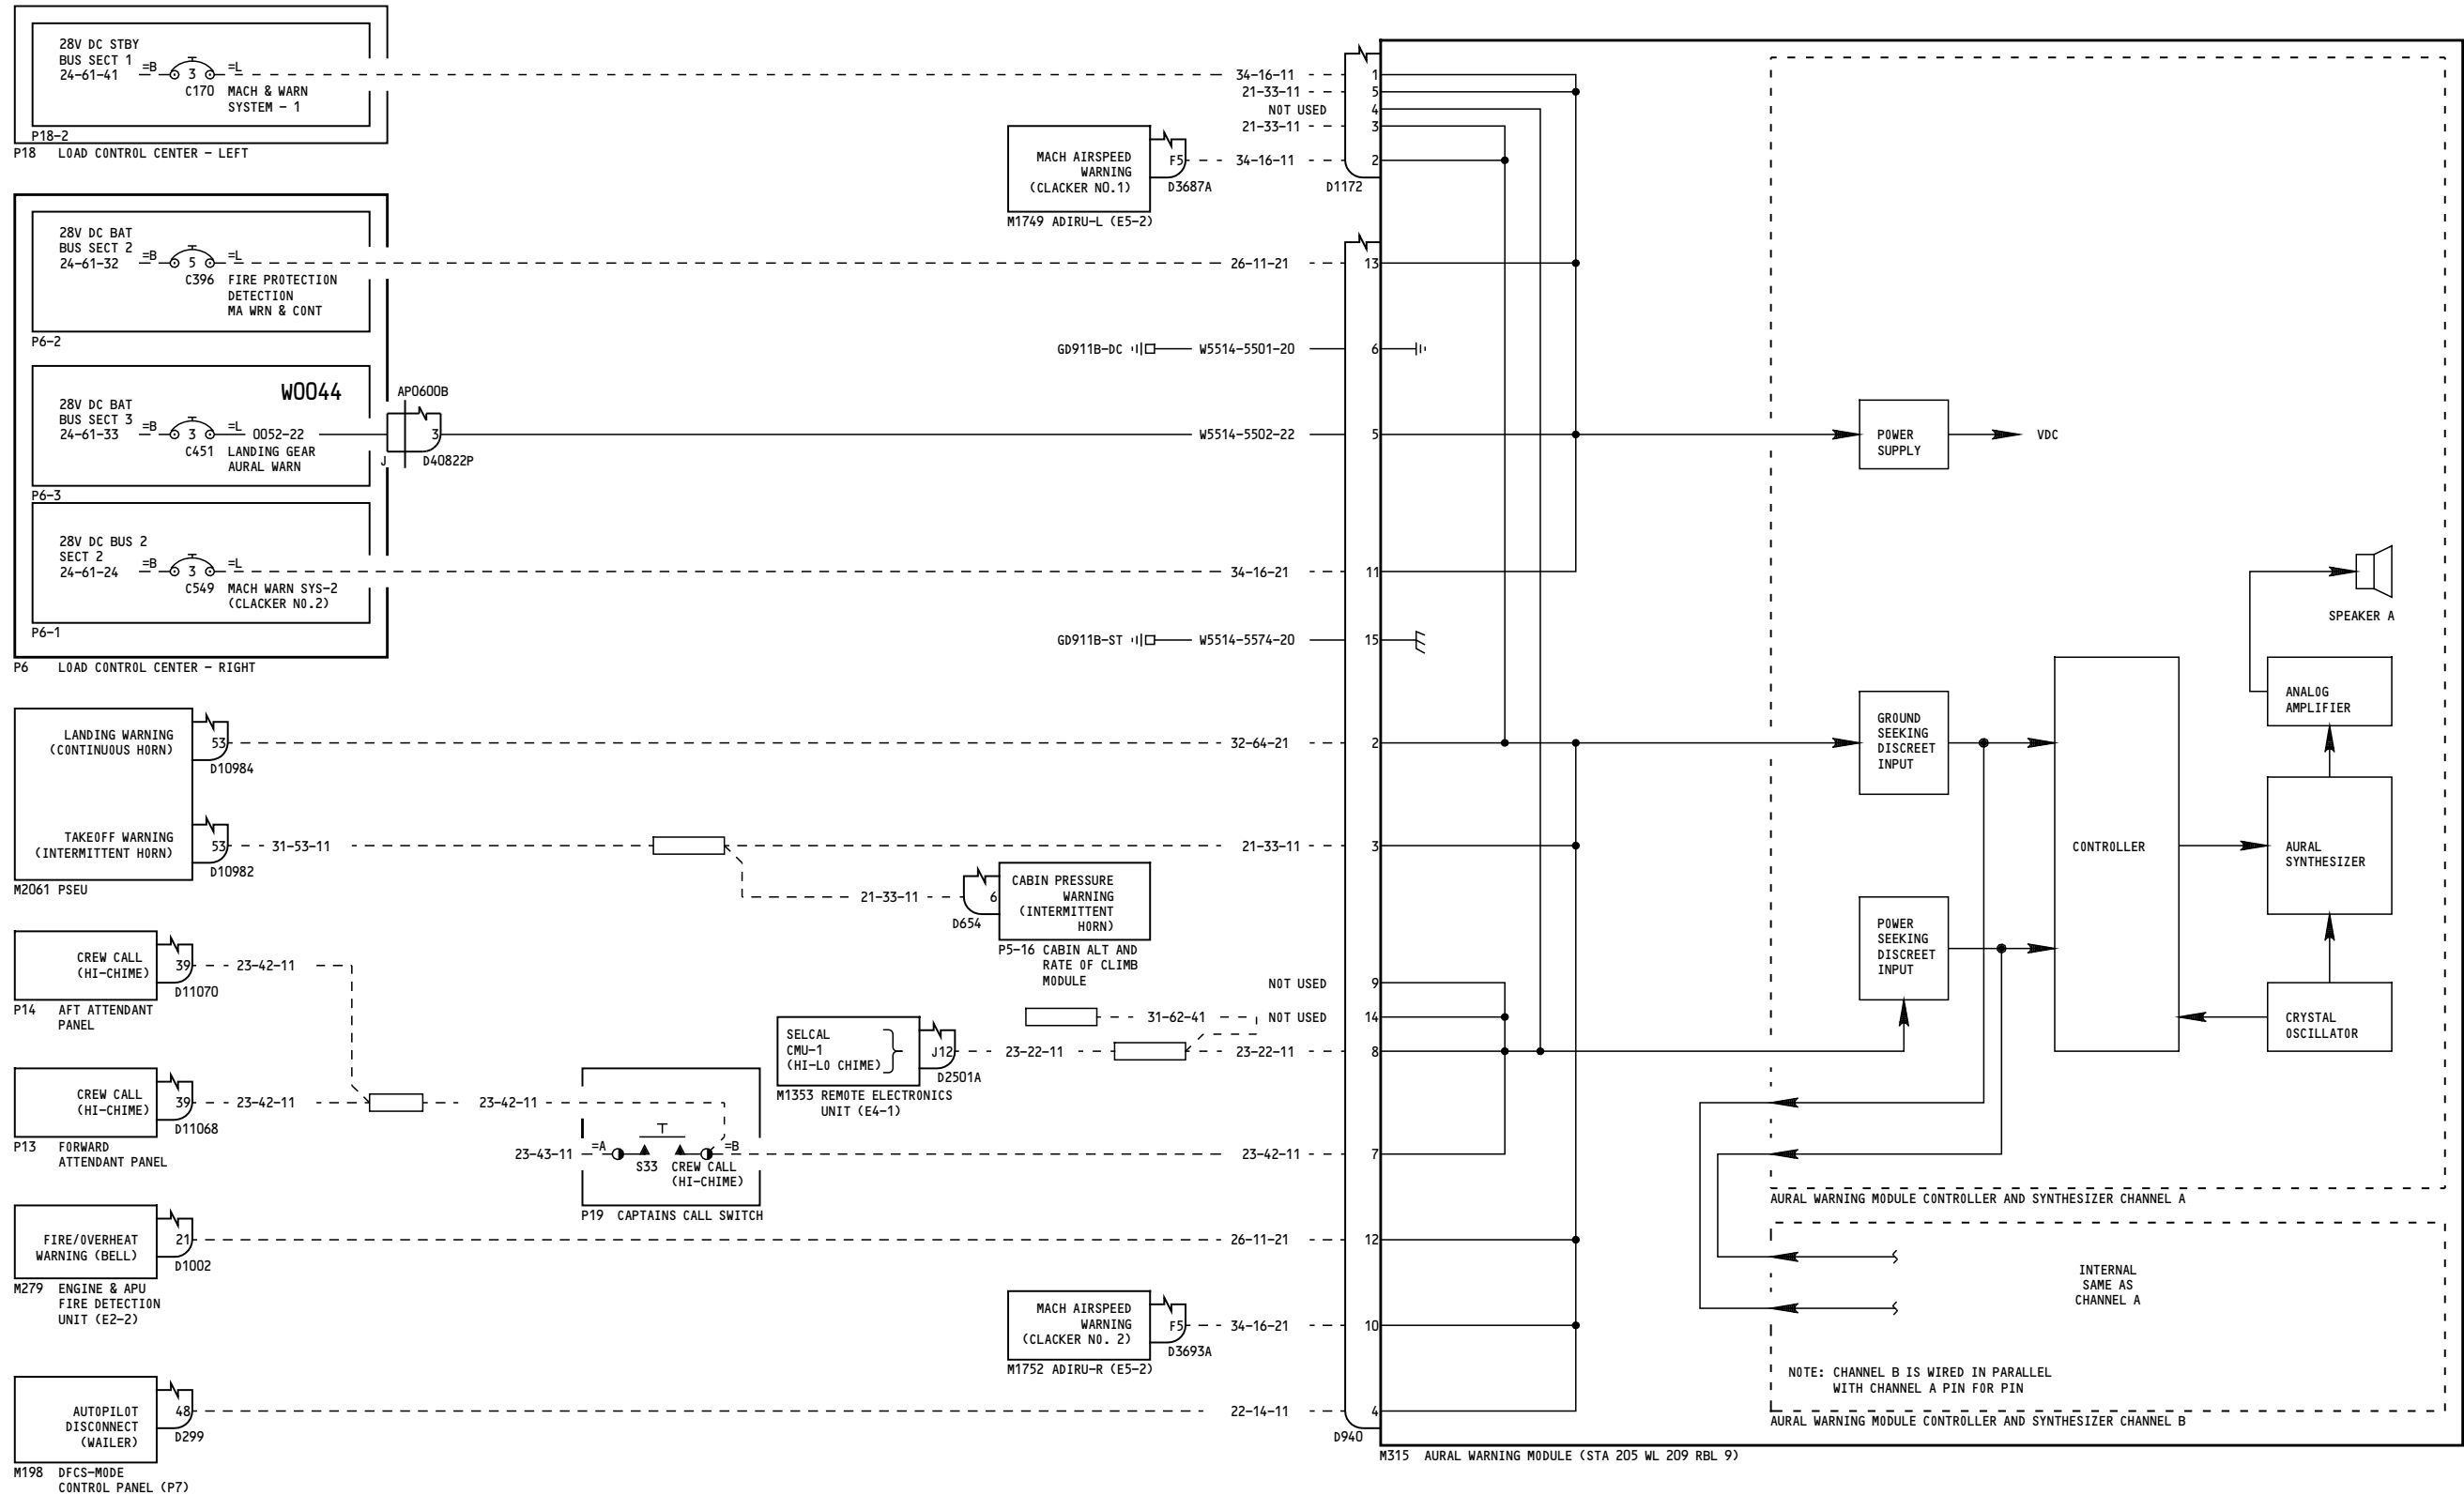 28V DC STBY
BUS SECT 1
24-61-41
=B
3
=L
C170
MACH & WARN
SYSTEM - 1
P18-2
P18 LOAD CONTROL CENTER - LEFT
28V DC BAT
BUS SECT 2
24-61-32
=B
5
=L
C396
FIRE PROTECTION
DETECTION
MA WRN & CONT
P6-2
W0044
28V DC BAT
BUS SECT 3
24-61-33
=B
3
=L
0052-22
C451
LANDING GEAR
AURAL WARN
P6-3
AP0600B
3
J
D40822P
28V DC BUS 2
SECT 2
24-61-24
=B
3
=L
C549
MACH WARN SYS-2
(CLACKER NO.2)
P6-1
P6 LOAD CONTROL CENTER - RIGHT
LANDING WARNING
(CONTINUOUS HORN)
53
D10984
TAKEOFF WARNING
(INTERMITTENT HORN)
53
D10982
31-53-11
M2061 PSEU
CREW CALL
(HI-CHIME)
39
23-42-11
D11070
P14 AFT ATTENDANT
PANEL
CREW CALL
(HI-CHIME)
39
23-42-11
D11068
P13 FORWARD
ATTENDANT PANEL
23-42-11
23-43-11
=A
=B
S33
CREW CALL
(HI-CHIME)
P19 CAPTAINS CALL SWITCH
FIRE/OVERHEAT
WARNING (BELL)
21
D1002
M279 ENGINE & APU
FIRE DETECTION
UNIT (E2-2)
AUTOPILOT
DISCONNECT
(WAILER)
48
D299
M198 DFCS-MODE
CONTROL PANEL (P7)
MACH AIRSPEED
WARNING
(CLACKER NO.1)
F5
D3687A
M1749 ADIRU-L (E5-2)
34-16-11
21-33-11
NOT USED
21-33-11
34-16-11
1
5
4
3
2
D1172
26-11-21
13
GD911B-DC
W5514-5501-20
6
W5514-5502-22
5
34-16-21
11
GD911B-ST
W5514-5574-20
15
32-64-21
2
21-33-11
3
21-33-11
6
D654
CABIN PRESSURE
WARNING
(INTERMITTENT
HORN)
P5-16 CABIN ALT AND
RATE OF CLIMB
MODULE
NOT USED
9
31-62-41
NOT USED
14
SELCAL
CMU-1
(HI-LO CHIME)
J12
D2501A
23-22-11
23-22-11
8
M1353 REMOTE ELECTRONICS
UNIT (E4-1)
23-42-11
7
26-11-21
12
MACH AIRSPEED
WARNING
(CLACKER NO. 2)
F5
D3693A
34-16-21
10
M1752 ADIRU-R (E5-2)
22-14-11
4
D940
M315 AURAL WARNING MODULE (STA 205 WL 209 RBL 9)
POWER
SUPPLY
VDC
SPEAKER A
GROUND
SEEKING
DISCREET
INPUT
ANALOG
AMPLIFIER
CONTROLLER
AURAL
SYNTHESIZER
POWER
SEEKING
DISCREET
INPUT
CRYSTAL
OSCILLATOR
AURAL WARNING MODULE CONTROLLER AND SYNTHESIZER CHANNEL A
INTERNAL
SAME AS
CHANNEL A
NOTE: CHANNEL B IS WIRED IN PARALLEL
WITH CHANNEL A PIN FOR PIN
AURAL WARNING MODULE CONTROLLER AND SYNTHESIZER CHANNEL B